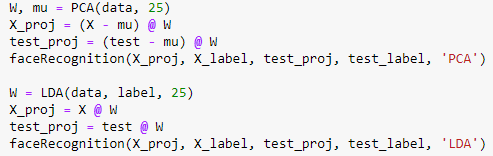 W, mu = PCA(data, 25)
X_proj = (X - mu) @ W
test_proj = (test - mu) @ W
faceRecognition(X_proj, X_label, test_proj, test_label, 'PCA')
W = LDA(data, label, 25)
X_proj = X @ W
test_proj = test @ W
faceRecognition(X_proj, X_label, test_proj, test_label, 'LDA')